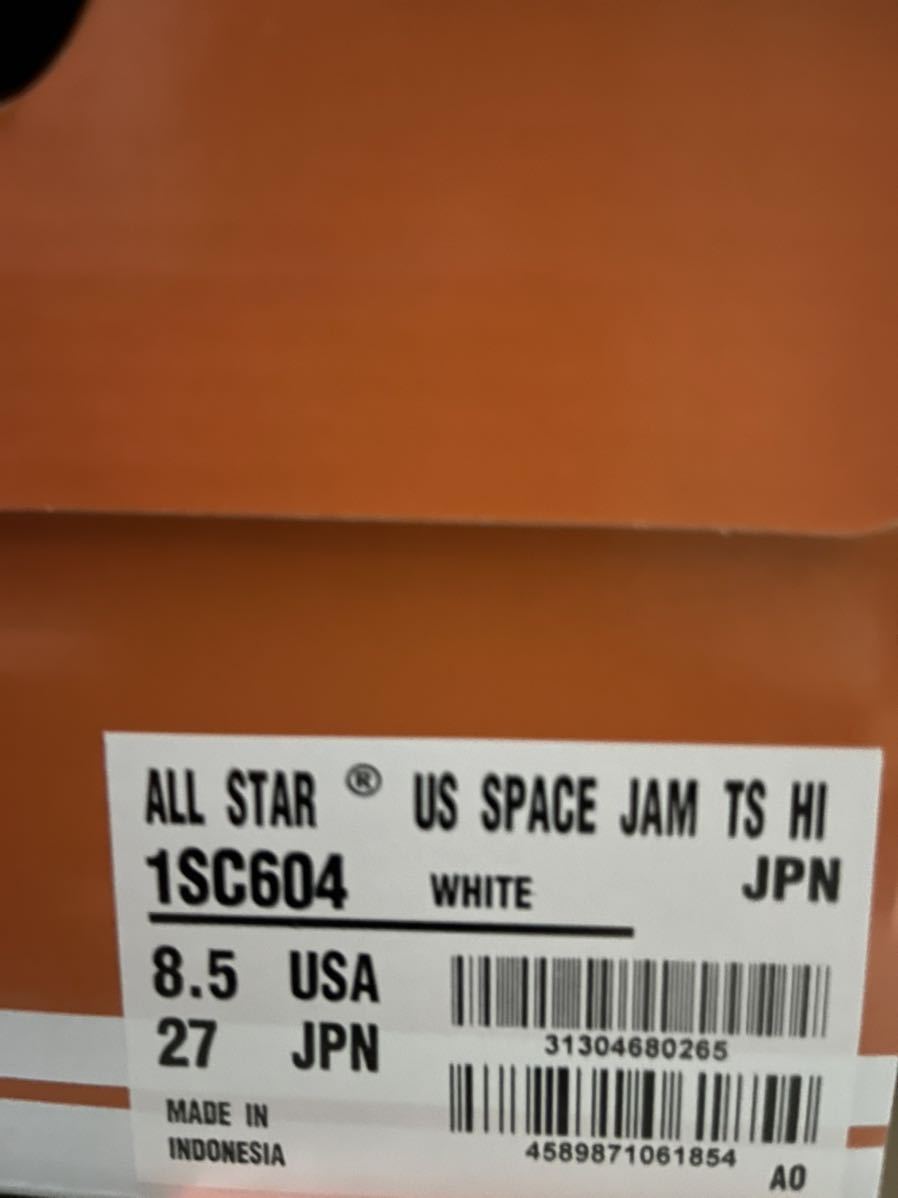 ALL STAR ® US SPACE JAM TS HI
1SC604 WHITE JPN
8.5 USA
27 JPN
31304680265
MADE IN
INDONESIA
4589871061854
A0